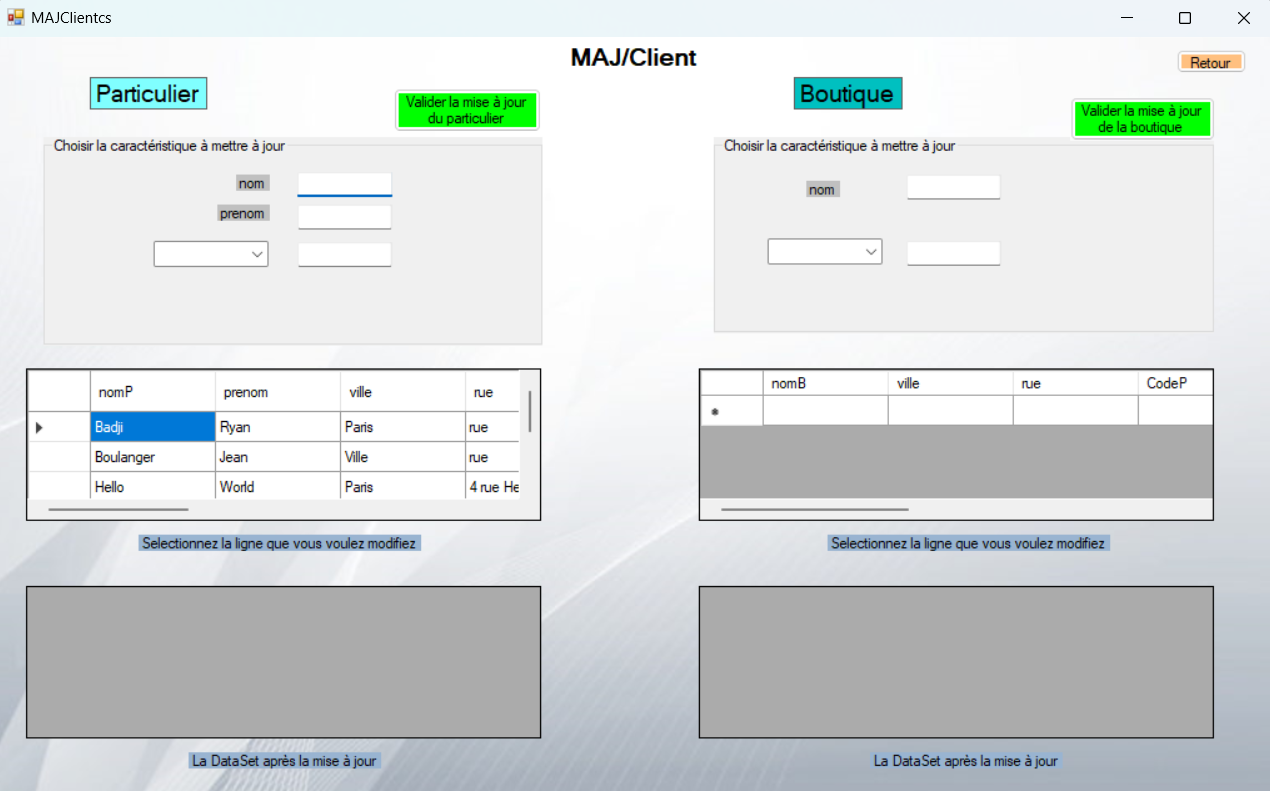 MAJClientcs
MAJ/Client
Retour
Particulier
Valider la mise à jour
du particulier
Choisir la caractéristique à mettre à jour
nom
prenom
nomP prenom ville rue
Badji Ryan Paris rue
Boulanger Jean Ville rue
Hello World Paris 4 rue He
Selectionnez la ligne que vous voulez modifiez
La DataSet après la mise à jour
Boutique
Valider la mise à jour
de la boutique
Choisir la caractéristique à mettre à jour
nom
nomB ville rue CodeP
Selectionnez la ligne que vous voulez modifiez
La DataSet après la mise à jour